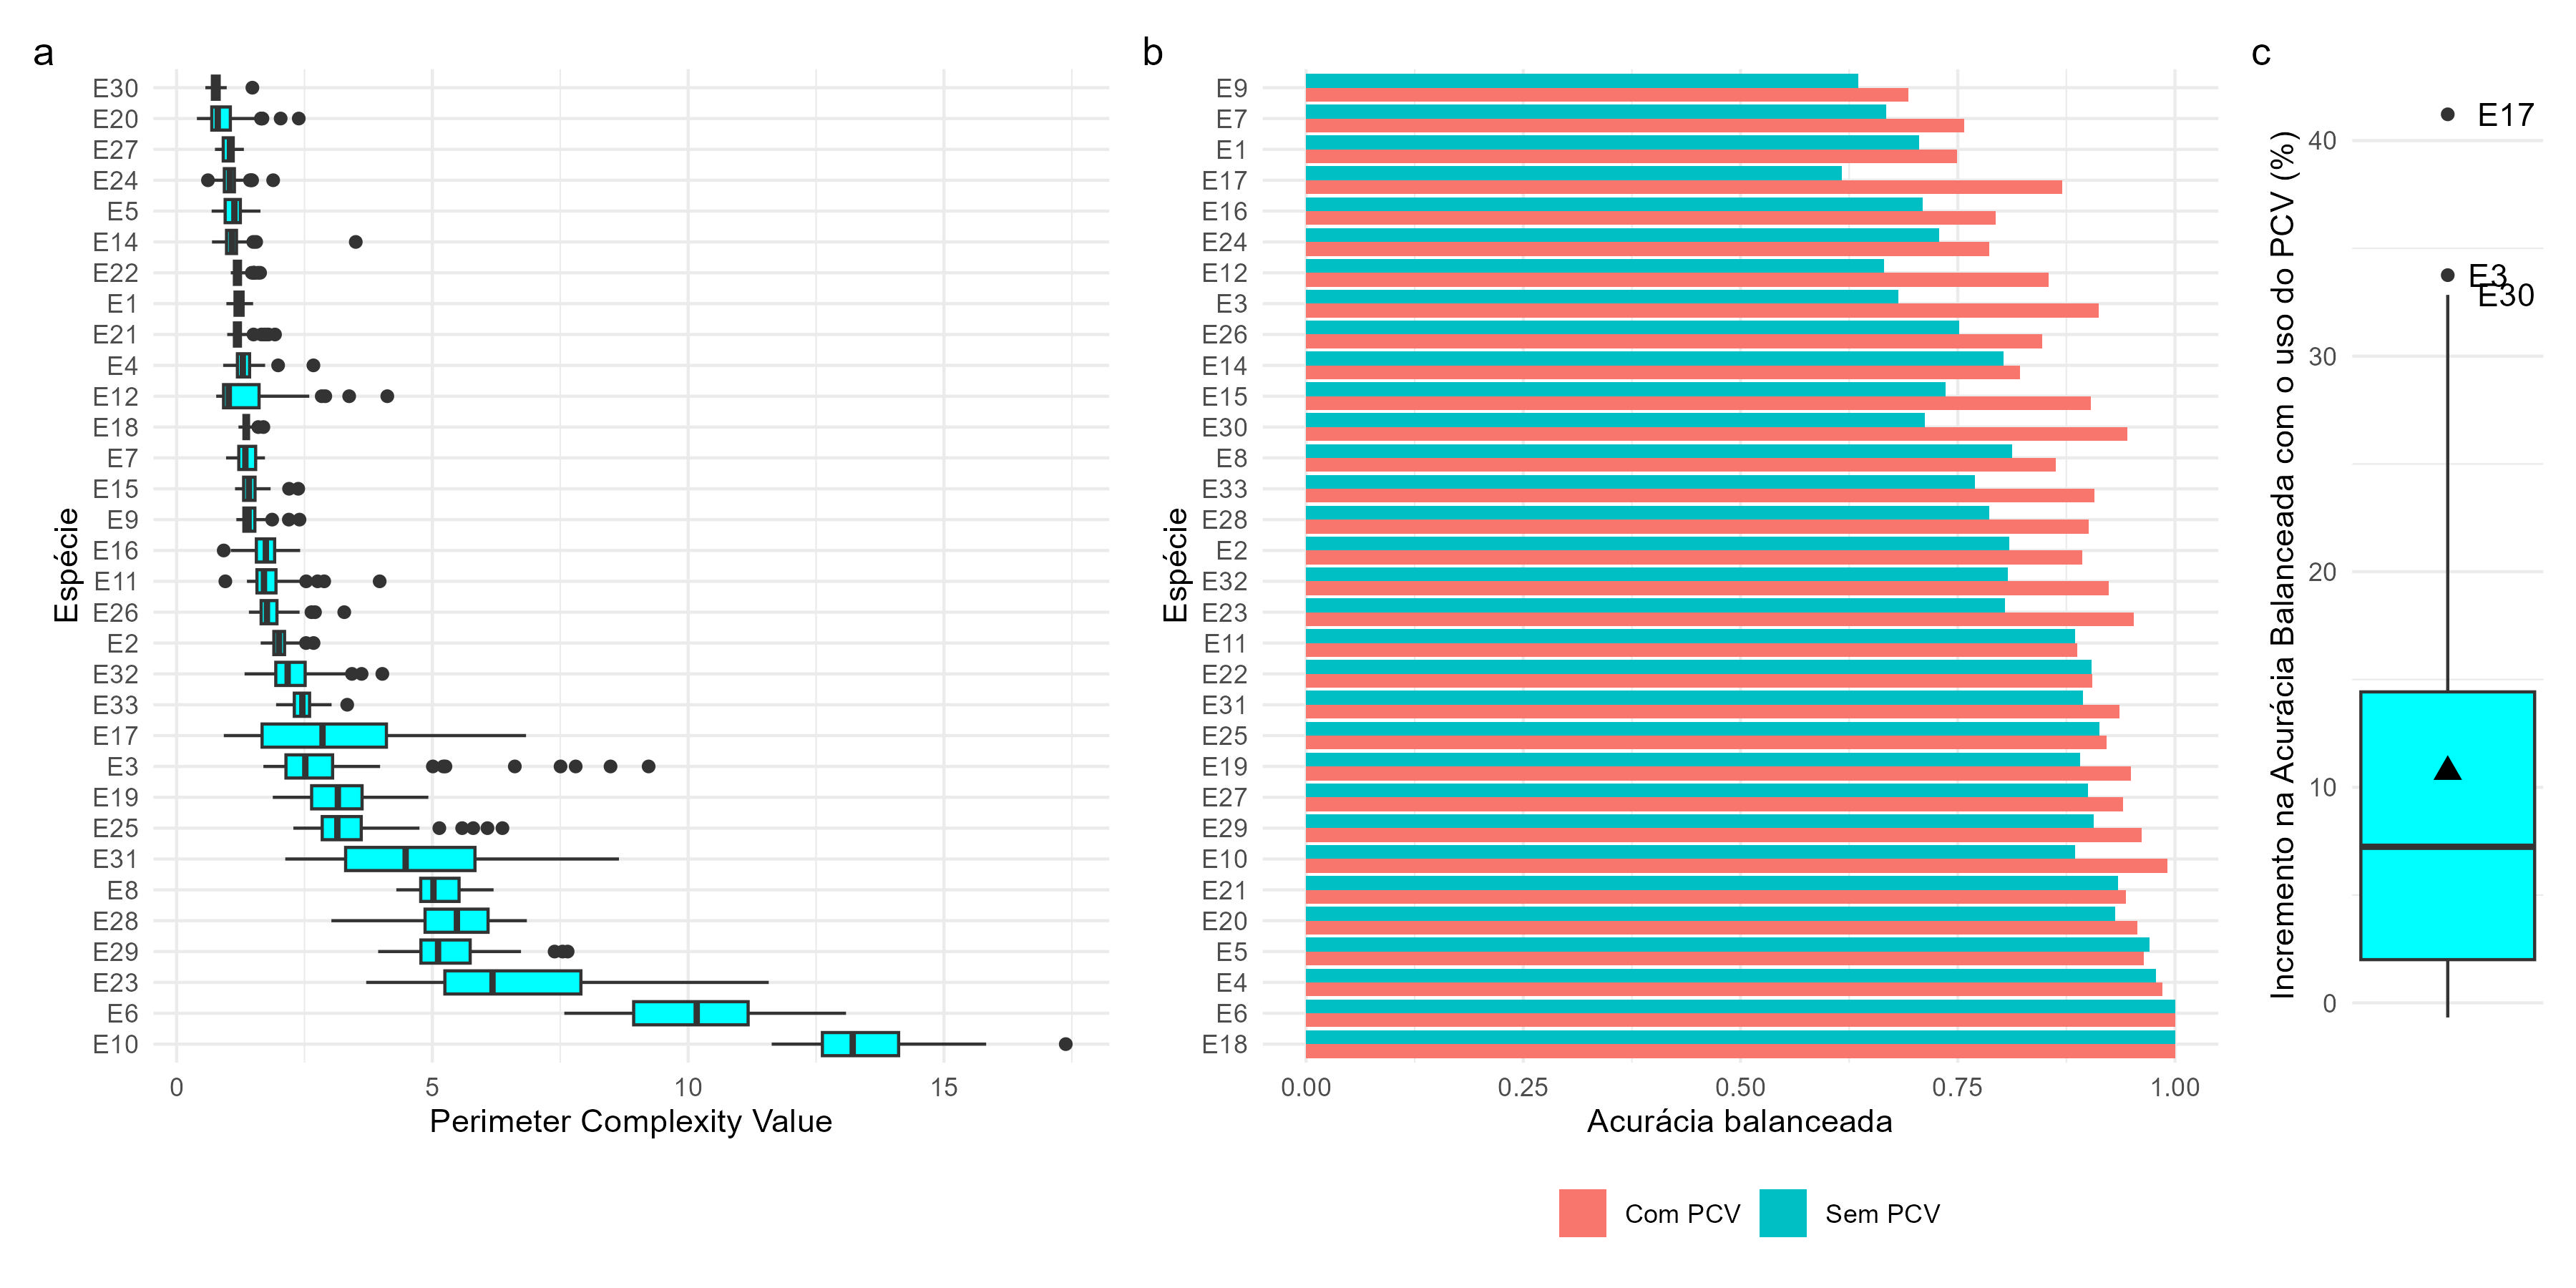 a
E30
E20
E27
E24
E5
E14
E22
E1
E21
E4
E12
E18
E7
E15
E9
E16
E11
E26
E2
E32
E33
E17
E3
E19
E25
E31
E8
E28
E29
E23
E6
E10
Espécie
0 5 10 15
Perimeter Complexity Value
b
E9
E7
E1
E17
E16
E24
E12
E3
E26
E14
E15
E30
E8
E33
E28
E2
E32
E23
E11
E22
E31
E25
E19
E27
E29
E10
E21
E20
E5
E4
E6
E18
Espécie
0.00 0.25 0.50 0.75 1.00
Acurácia balanceada
Com PCV Sem PCV
c
Incremento na Acurácia Balanceada com o uso do PCV (%)
40
30
20
10
0
E17
E3
E30